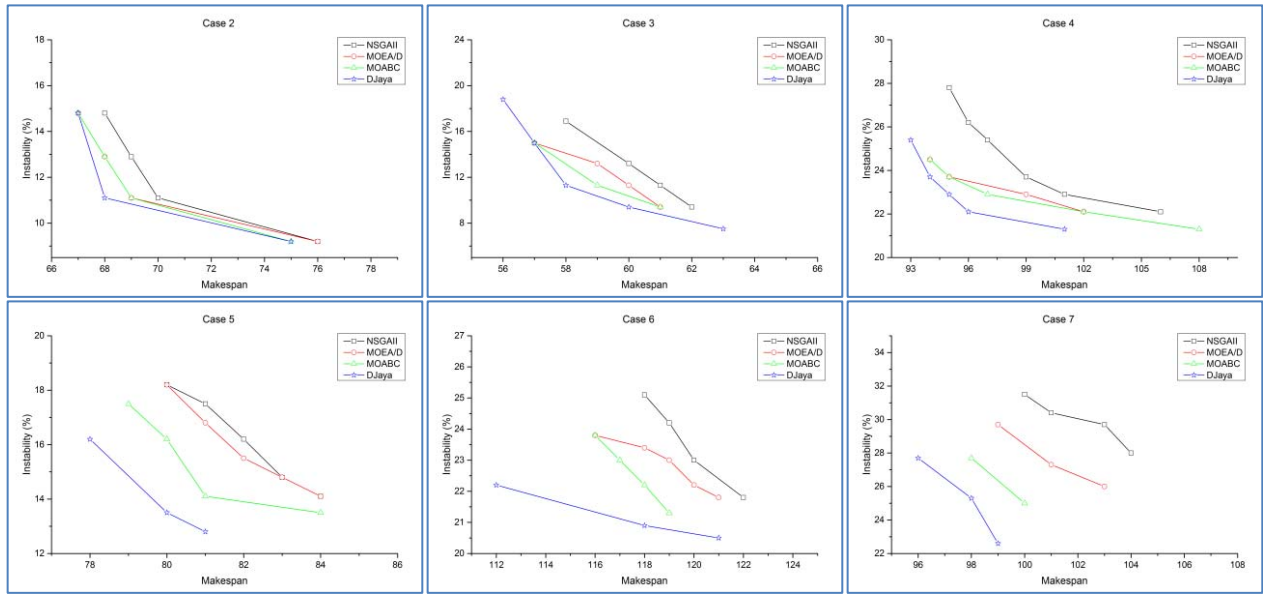 Case 2
18
16
14
12
10
Instability (%)
NSGAII
MOEA/D
MOABC
DJaya
66 68 70 72 74 76 78
Makespan
Case 3
24
20
16
12
8
4
Instability (%)
NSGAII
MOEA/D
MOABC
DJaya
56 58 60 62 64 66
Makespan
Case 4
30
28
26
24
22
20
Instability (%)
NSGAII
MOEA/D
MOABC
DJaya
93 96 99 102 105 108
Makespan
Case 5
20
18
16
14
12
Instability (%)
NSGAII
MOEA/D
MOABC
DJaya
78 80 82 84 86
Makespan
Case 6
27
26
25
24
23
22
21
20
Instability (%)
NSGAII
MOEA/D
MOABC
DJaya
112 114 116 118 120 122 124
Makespan
Case 7
34
32
30
28
26
24
22
Instability (%)
NSGAII
MOEA/D
MOABC
DJaya
96 98 100 102 104 106 108
Makespan